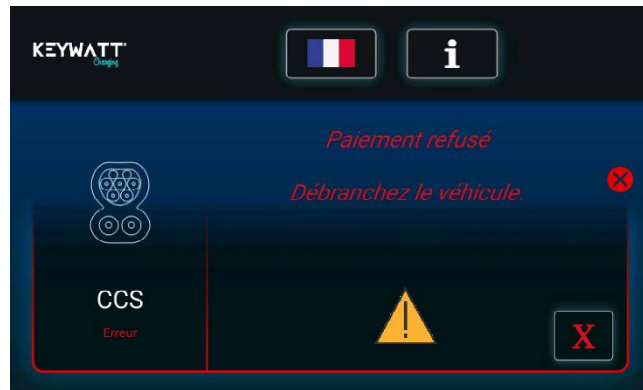 KEYWATT
Charging
i
Paiement refusé
Débranchez le véhicule.
CCS
Erreur
X